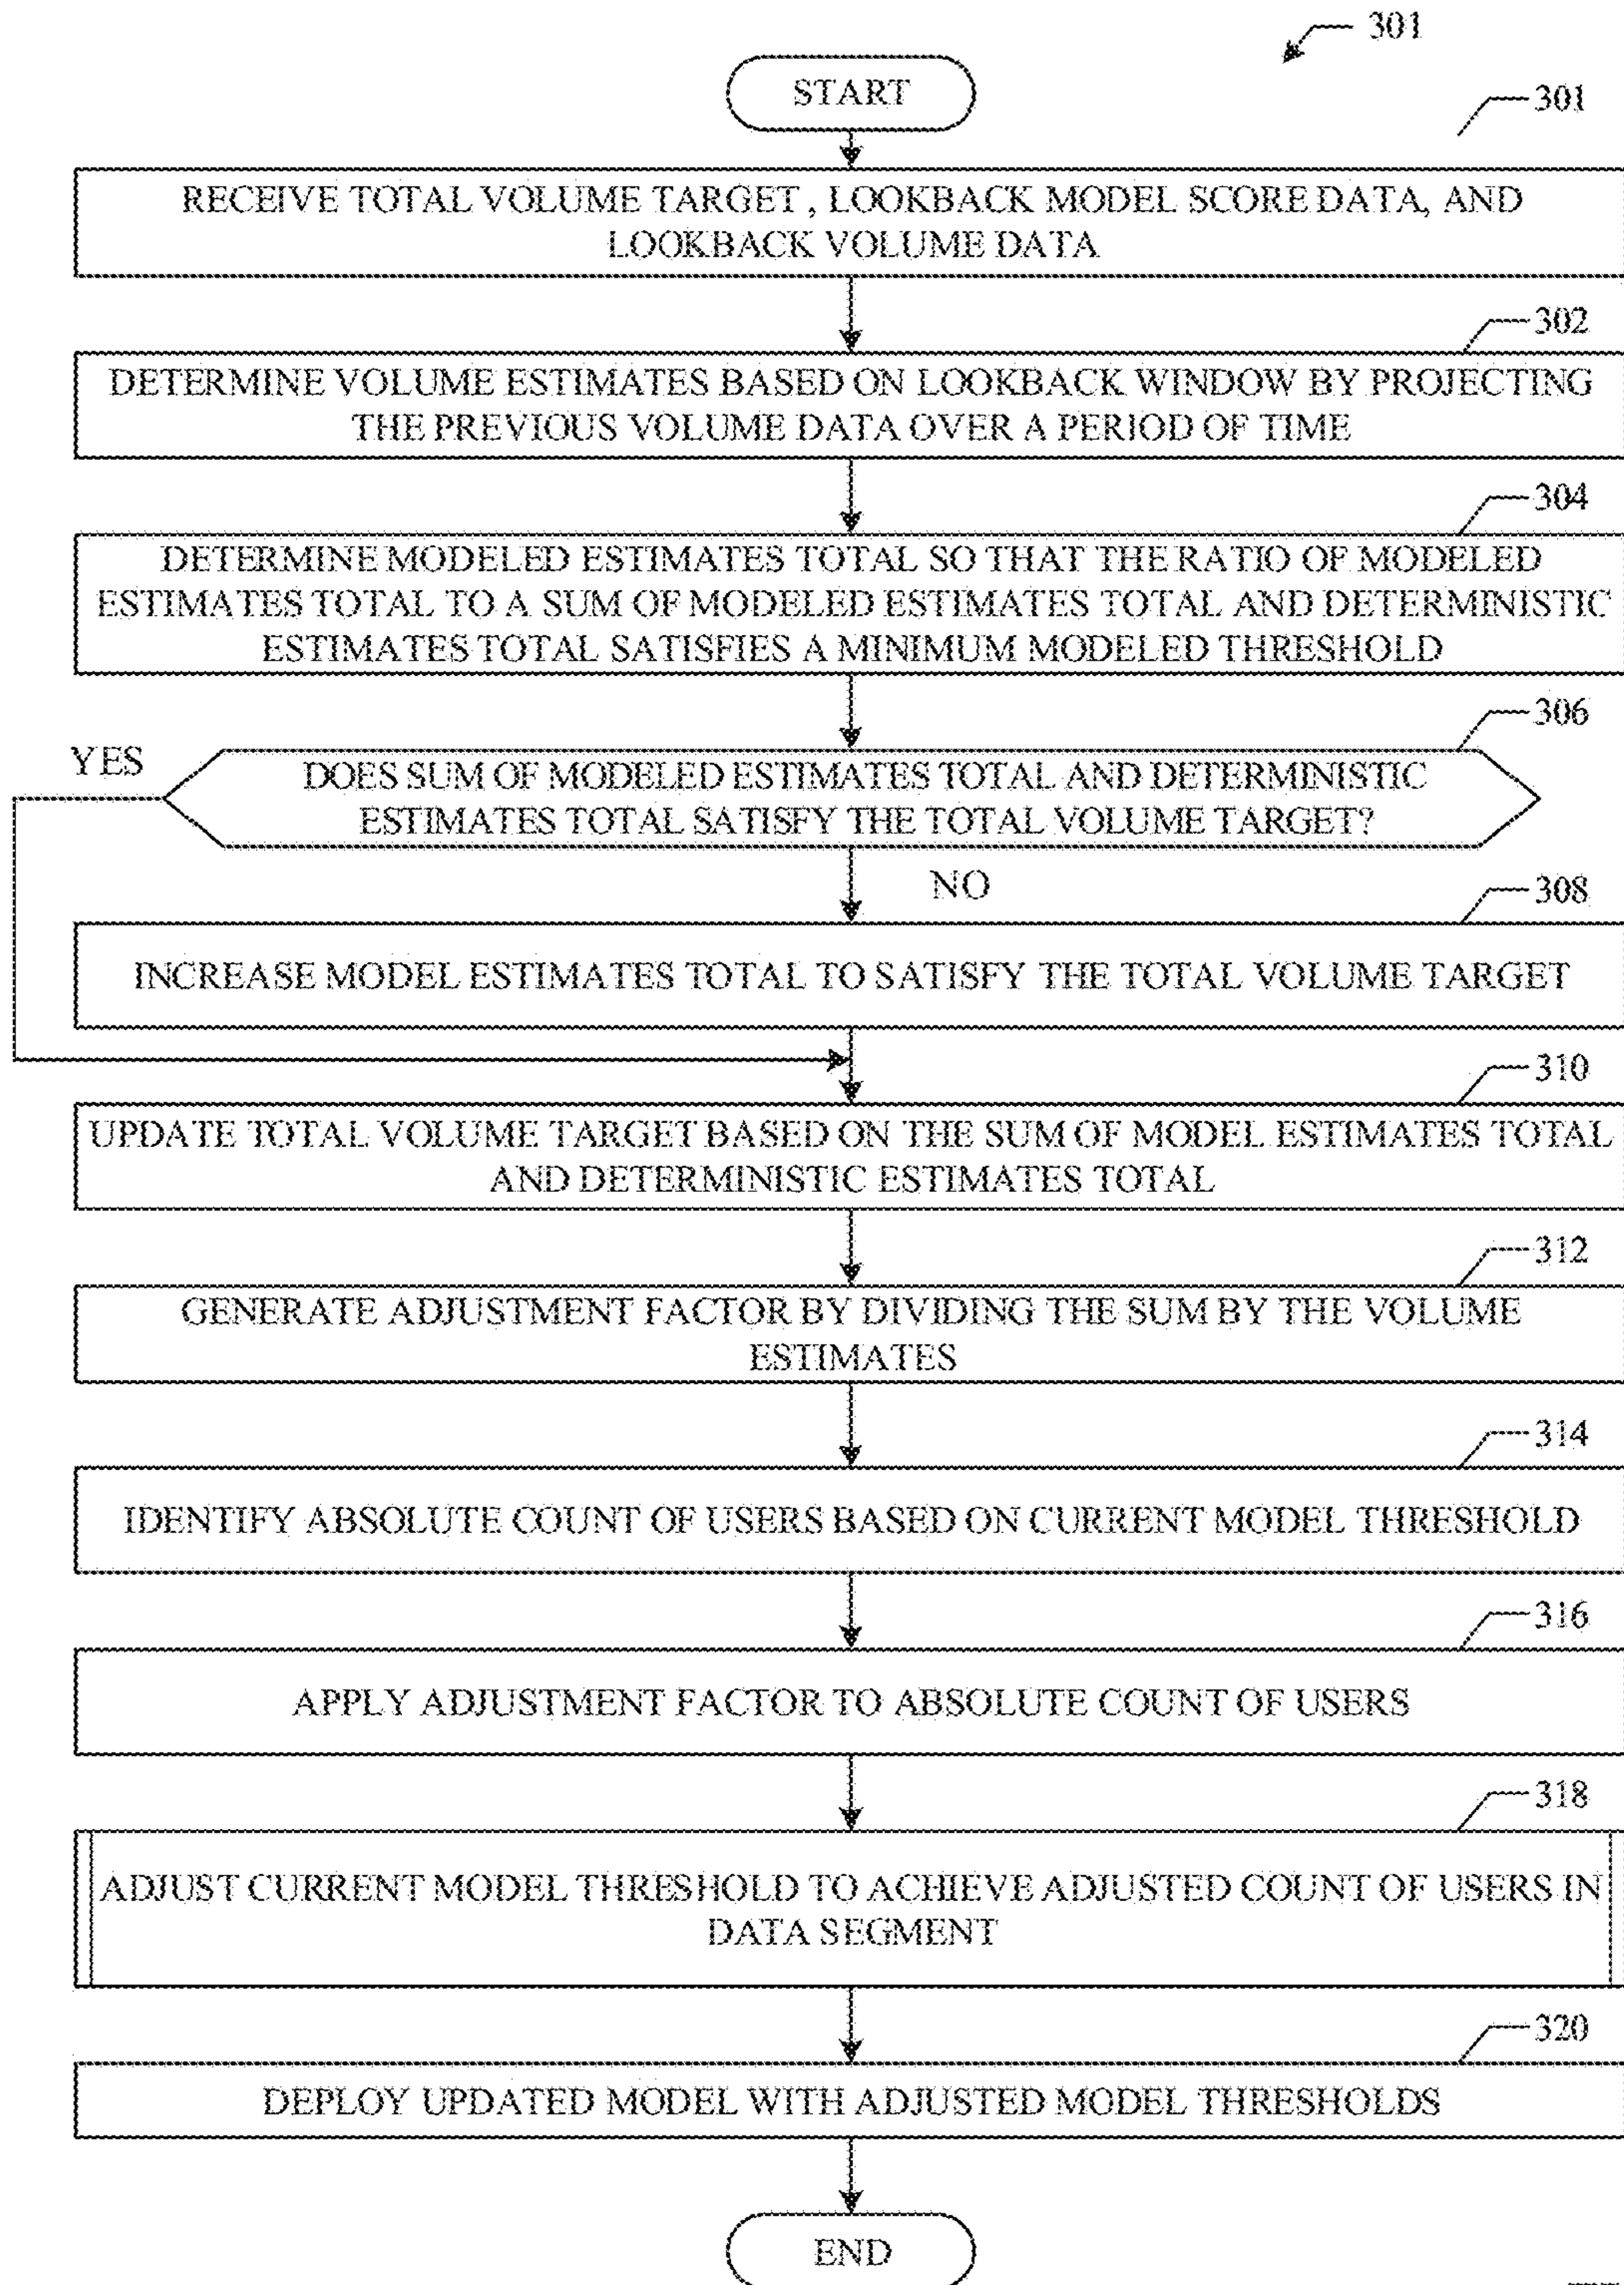 301
START
301
RECEIVE TOTAL VOLUME TARGET , LOOKBACK MODEL SCORE DATA, AND
LOOKBACK VOLUME DATA
302
DETERMINE VOLUME ESTIMATES BASED ON LOOKBACK WINDOW BY PROJECTING
THE PREVIOUS VOLUME DATA OVER A PERIOD OF TIME
304
DETERMINE MODELED ESTIMATES TOTAL SO THAT THE RATIO OF MODELED
ESTIMATES TOTAL TO A SUM OF MODELED ESTIMATES TOTAL AND DETERMINISTIC
ESTIMATES TOTAL SATISFIES A MINIMUM MODELED THRESHOLD
306
YES
DOES SUM OF MODELED ESTIMATES TOTAL AND DETERMINISTIC
ESTIMATES TOTAL SATISFY THE TOTAL VOLUME TARGET?
NO
308
INCREASE MODEL ESTIMATES TOTAL TO SATISFY THE TOTAL VOLUME TARGET
310
UPDATE TOTAL VOLUME TARGET BASED ON THE SUM OF MODEL ESTIMATES TOTAL
AND DETERMINISTIC ESTIMATES TOTAL
312
GENERATE ADJUSTMENT FACTOR BY DIVIDING THE SUM BY THE VOLUME
ESTIMATES
314
IDENTIFY ABSOLUTE COUNT OF USERS BASED ON CURRENT MODEL THRESHOLD
316
APPLY ADJUSTMENT FACTOR TO ABSOLUTE COUNT OF USERS
318
ADJUST CURRENT MODEL THRESHOLD TO ACHIEVE ADJUSTED COUNT OF USERS IN
DATA SEGMENT
320
DEPLOY UPDATED MODEL WITH ADJUSTED MODEL THRESHOLDS
END